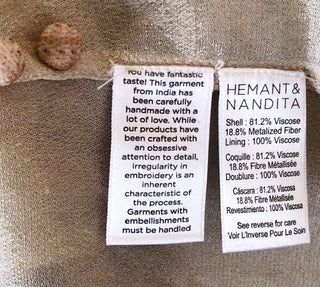 You have fantastic
taste! This garment
from India has
been carefully
handmade with a
lot of love. While
our products have
been crafted with
an obsessive
attention to detail,
irregularity in
embroidery is an
inherent
characteristic of
the process.
Garments with
embellishments
must be handled
HEMANT &
NANDITA
Shell : 81.2% Viscose
18.8% Metalized Fiber
Lining : 100% Viscose
Coquille : 81.2% Viscose
18.8% Fibre Métallisée
Doublure : 100% Viscose
Cáscara : 81.2% Viscosa
18.8% Fibre Métallisée
Revestimiento : 100% Viscosa
See reverse for care
Voir L'Inverse Pour Le Soin